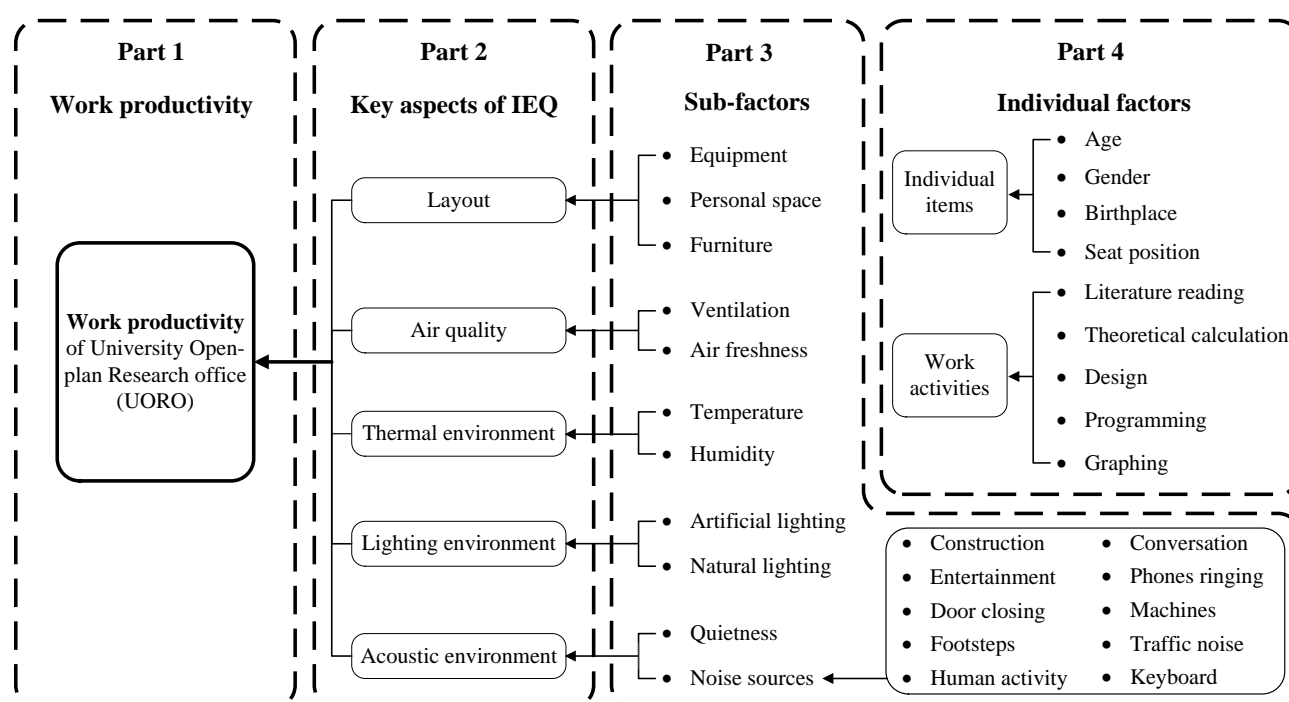 Part 1
Work productivity
Work productivity
of University Open-
plan Research office
(UORO)
Part 2
Key aspects of IEQ
Layout
Air quality
Thermal environment
Lighting environment
Acoustic environment
Part 3
Sub-factors
Equipment
Personal space
Furniture
Ventilation
Air freshness
Temperature
Humidity
Artificial lighting
Natural lighting
Quietness
Noise sources
Part 4
Individual factors
Individual
items
Age
Gender
Birthplace
Seat position
Work
activities
Literature reading
Theoretical calculation
Design
Programming
Graphing
Construction
Entertainment
Door closing
Footsteps
Human activity
Conversation
Phones ringing
Machines
Traffic noise
Keyboard